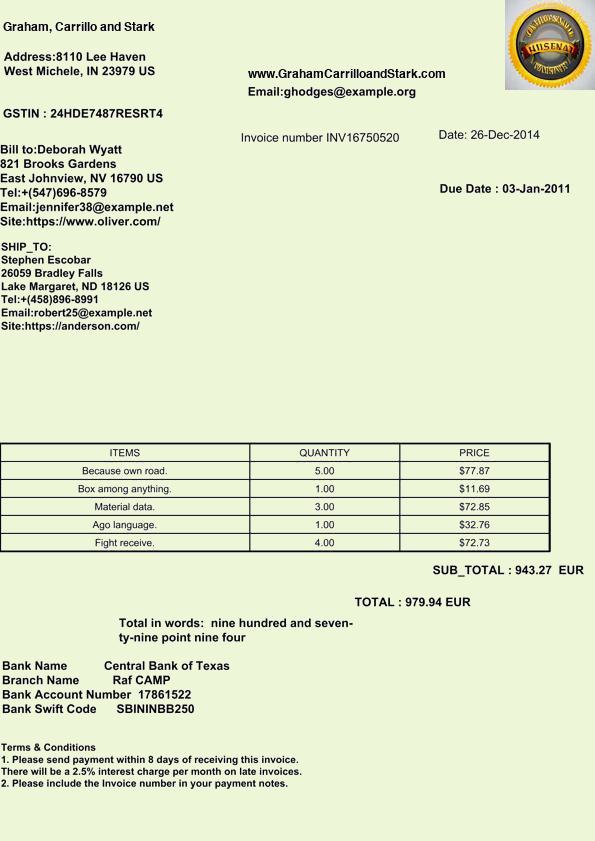 Graham, Carrillo and Stark
HUSENAI
Address:8110 Lee Haven
West Michele, IN 23979 US
www.GrahamCarrilloandStark.com
Email:ghodges@example.org
GSTIN : 24HDE7487RESRT4
Invoice number INV16750520
Date: 26-Dec-2014
Bill to:Deborah Wyatt
821 Brooks Gardens
East Johnview, NV 16790 US
Tel:+(547)696-8579
Email:jennifer38@example.net
Site:https://www.oliver.com/
Due Date : 03-Jan-2011
SHIP_TO:
Stephen Escobar
26059 Bradley Falls
Lake Margaret, ND 18126 US
Tel:+(458)896-8991
Email:robert25@example.net
Site:https://anderson.com/
ITEMS QUANTITY PRICE
Because own road. 5.00 $77.87
Box among anything. 1.00 $11.69
Material data. 3.00 $72.85
Ago language. 1.00 $32.76
Fight receive. 4.00 $72.73
SUB_TOTAL : 943.27 EUR
TOTAL : 979.94 EUR
Total in words: nine hundred and seven-
ty-nine point nine four
Bank Name Central Bank of Texas
Branch Name Raf CAMP
Bank Account Number 17861522
Bank Swift Code SBININBB250
Terms & Conditions
1. Please send payment within 8 days of receiving this invoice.
There will be a 2.5% interest charge per month on late invoices.
2. Please include the Invoice number in your payment notes.